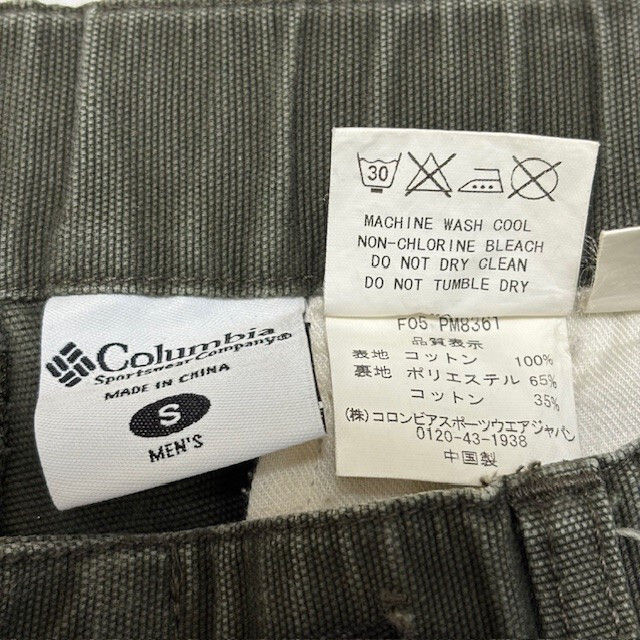 Columbia
Sportswear Company®
MADE IN CHINA
S
MEN'S
30
MACHINE WASH COOL
NON-CHLORINE BLEACH
DO NOT DRY CLEAN
DO NOT TUMBLE DRY
F05 PM8361
品質表示
表地 コットン 100%
裏地 ポリエステル 65%
コットン 35%
(株)コロンビアスポーツウエアジャパン
0120-43-1938
中国製